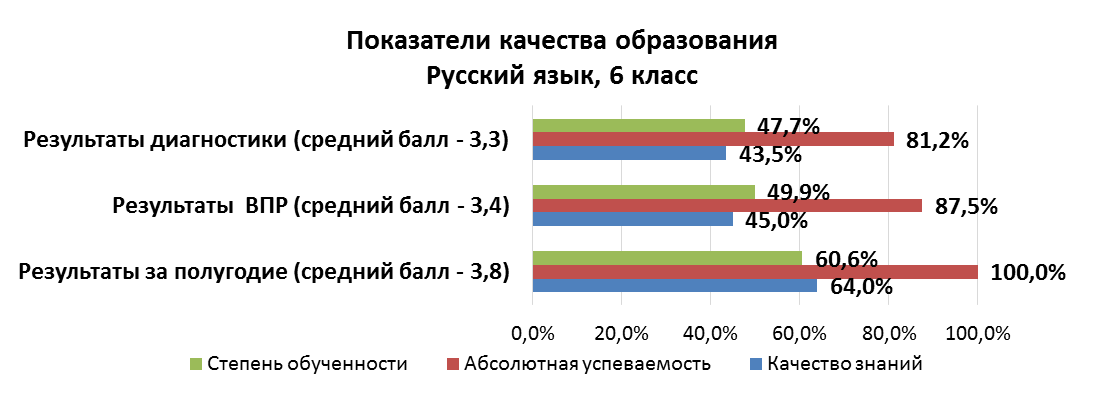 Показатели качества образования
Русский язык, 6 класс
Результаты диагностики (средний балл - 3,3)
47,7%
81,2%
43,5%
Результаты  ВПР (средний балл - 3,4)
49,9%
87,5%
45,0%
Результаты за полугодие (средний балл - 3,8)
60,6%
100,0%
64,0%
0,0% 20,0% 40,0% 60,0% 80,0% 100,0%
Степень обученности Абсолютная успеваемость Качество знаний